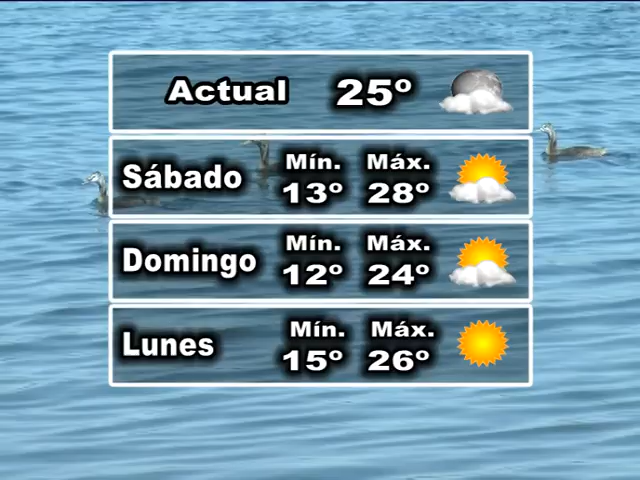 Actual 25º
Mín. Máx.
Sábado 13º 28º
Mín. Máx.
Domingo 12º 24º
Mín. Máx.
Lunes 15º 26º